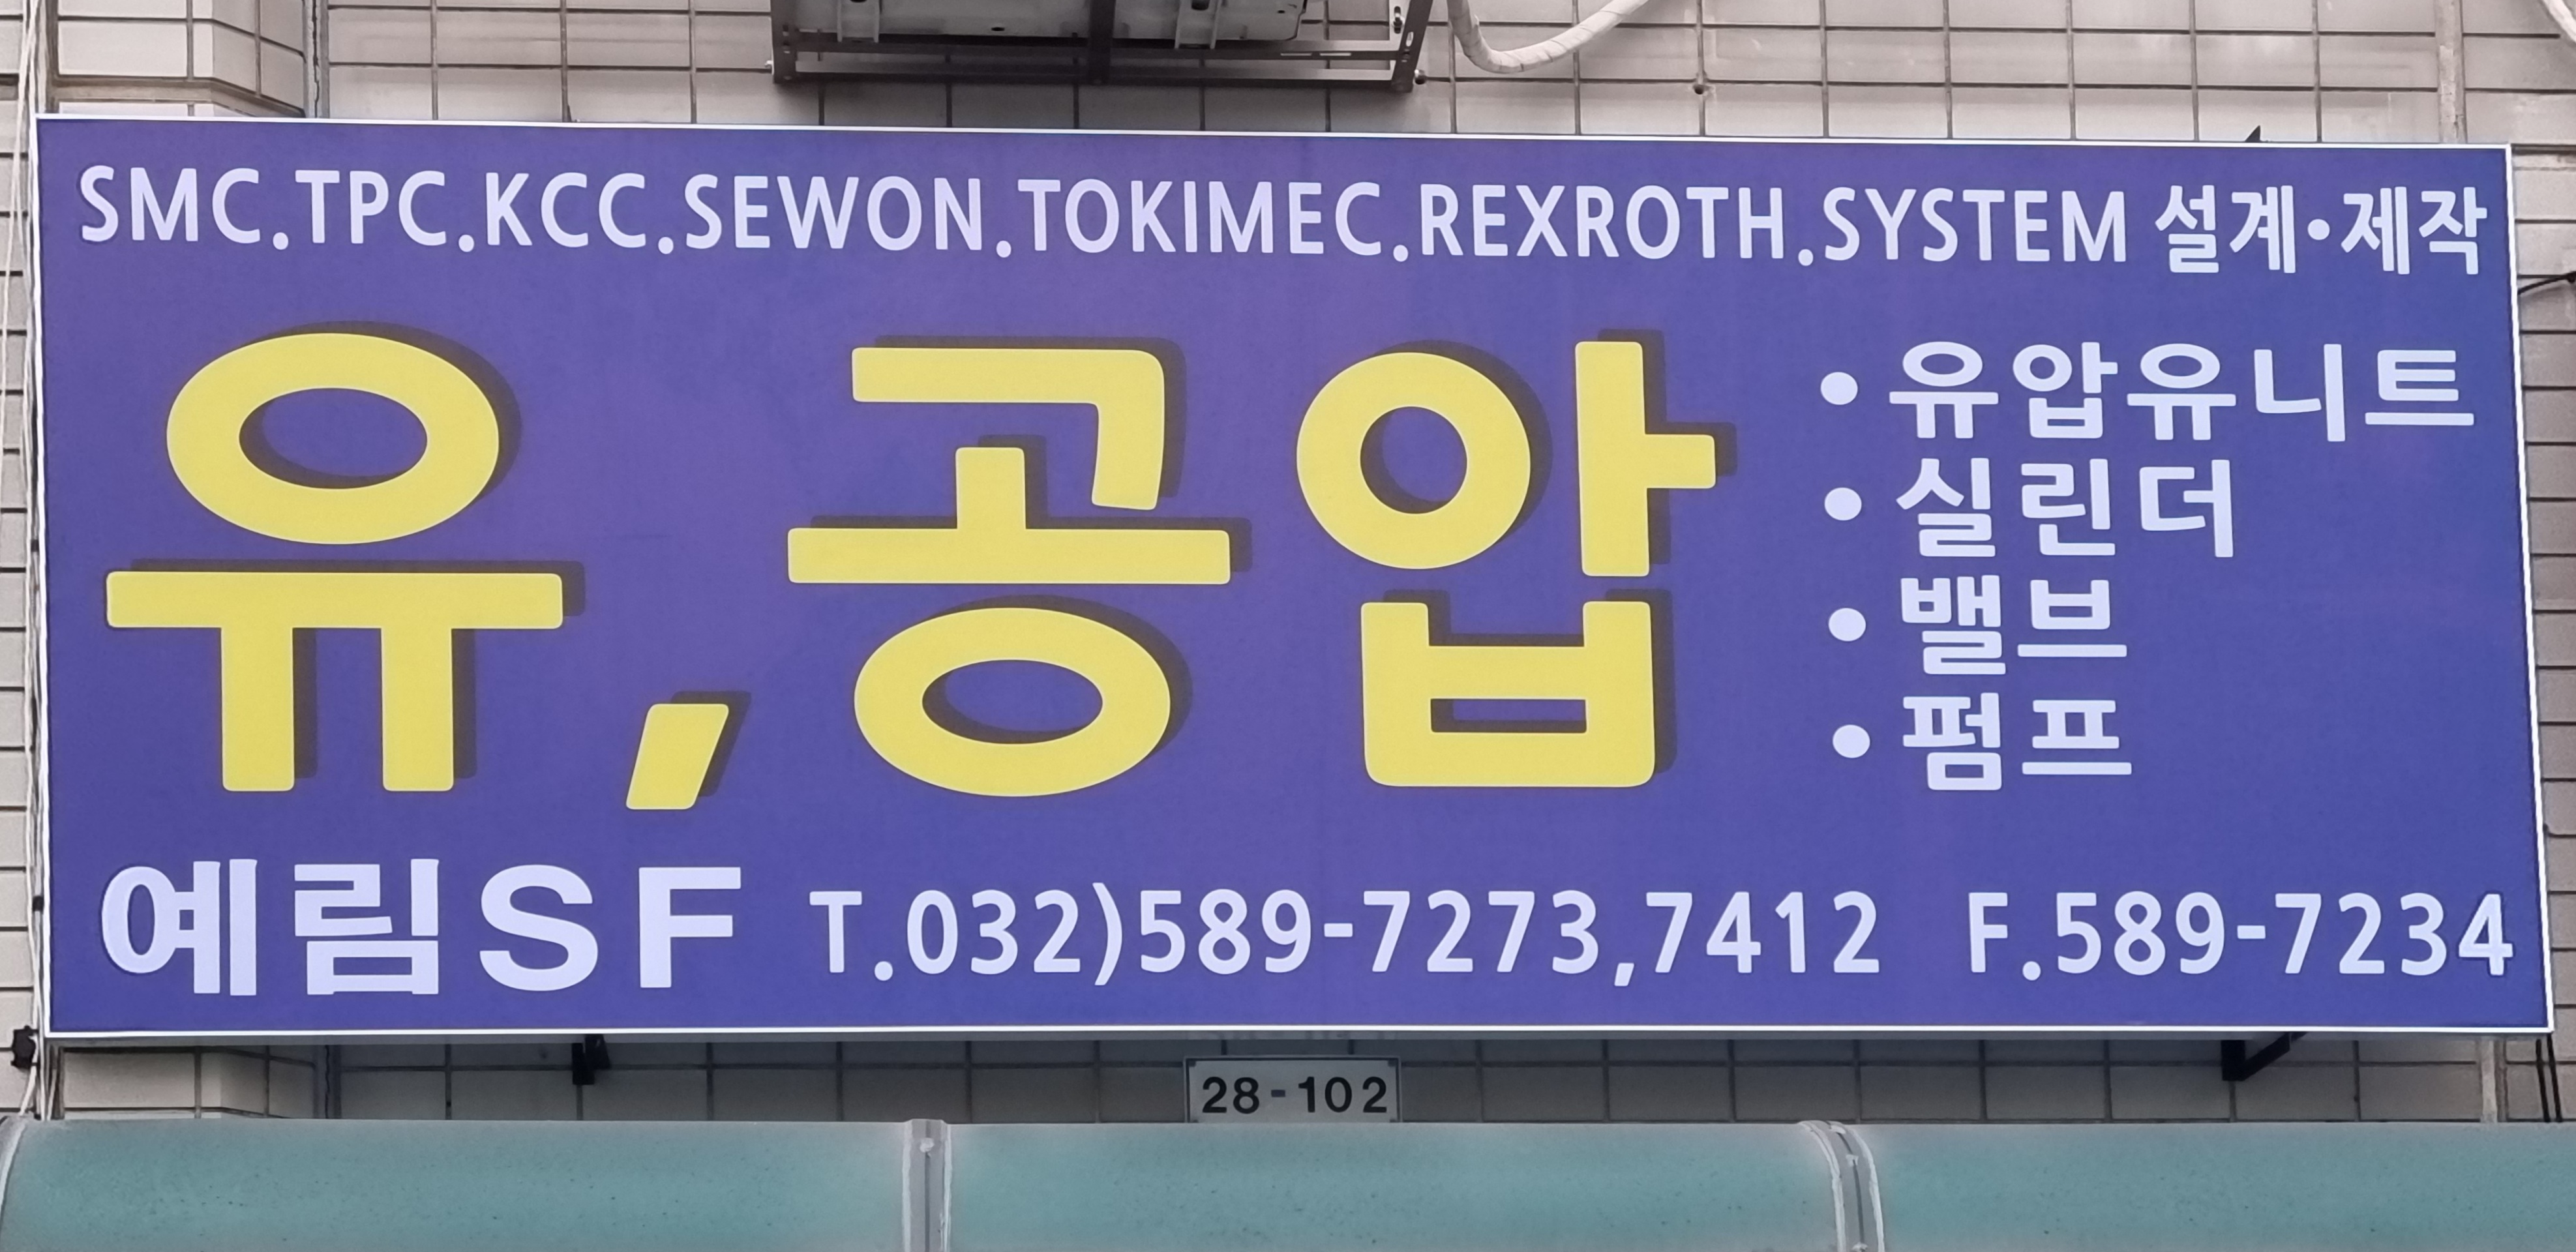 SMC.TPC.KCC.SEWON.TOKIMEC.REXROTH.SYSTEM 설계·제작
유,공압
•유압유니트
•실린더
•밸브
•펌프
예림SF T.032)589-7273,7412 F.589-7234
28-102